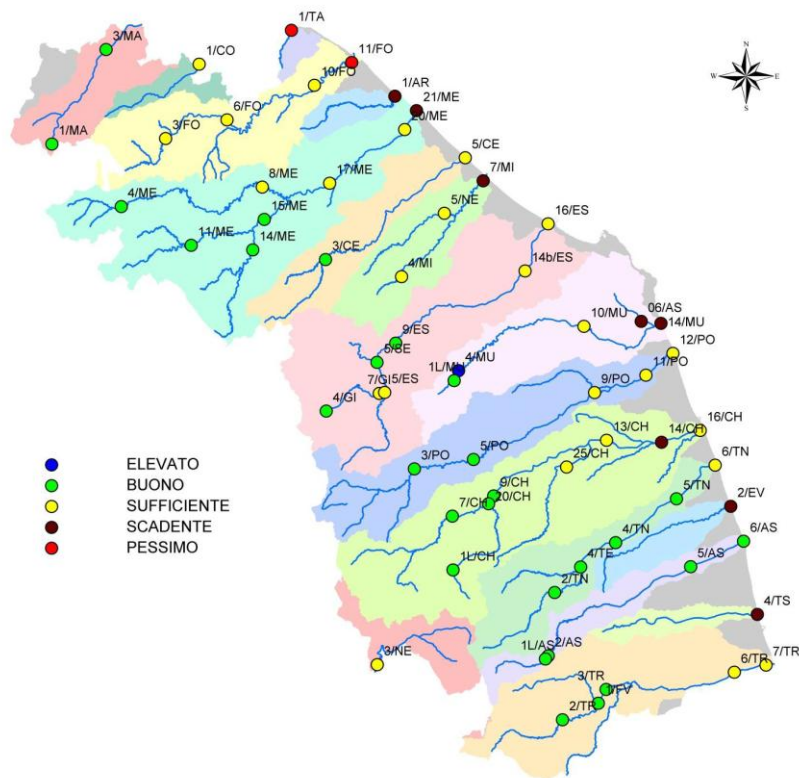 1/TA
3/MA
1/CO
11/FO
10/FO
1/AR
21/ME
6/FO
20/ME
3/FO
1/MA
N
W
E
S
5/CE
17/ME
8/ME
7/MI
4/ME
5/NE
15/ME
16/ES
11/ME
14/ME
3/CE
14b/ES
4/MI
06/AS
10/MU
14/MU
9/ES
12/PO
4/MU
1L/MU
11/PO
7/GI
5/ES
9/PO
4/GI
16/CH
13/CH
14/CH
5/PO
3/PO
6/TN
25/CH
ELEVATO
BUONO
SUFFICIENTE
SCADENTE
PESSIMO
9/CH
5/TN
20/CH
2/EV
7/CH
4/TN
6/AS
4/TE
5/AS
1L/CH
2/TN
4/TS
2/AS
1L/AS
3/NE
7/TR
6/TR
3/TR
2/TR